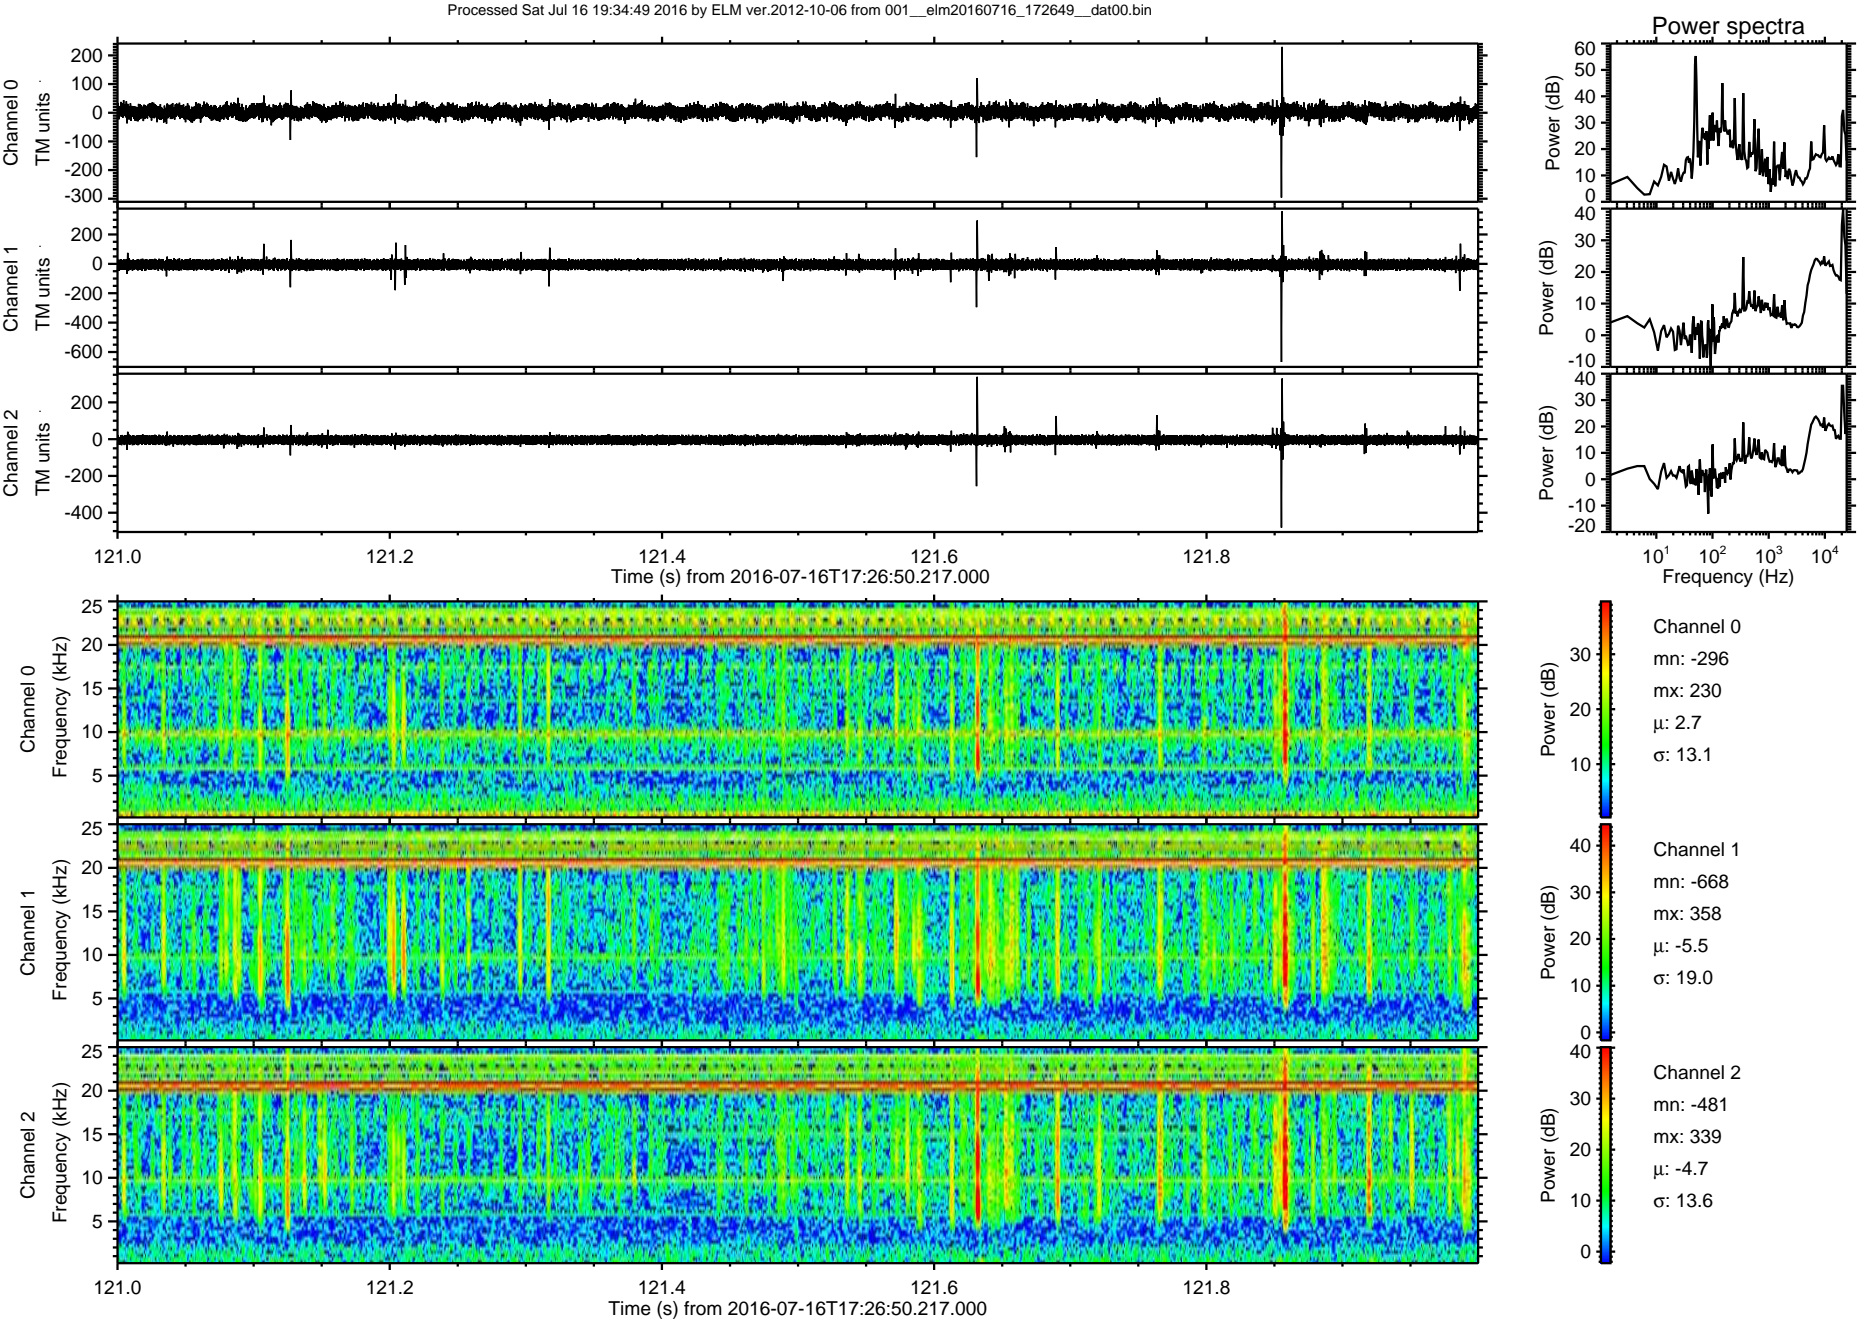 Processed Sat Jul 16 19:34:49 2016 by ELM ver.2012-10-06 from 001__elm20160716_172649__dat00.bin
Power spectra
Channel 0
TM units
200
100
0
-100
-200
-300
Power (dB)
60
50
40
30
20
10
0
Channel 1
TM units
200
0
-200
-400
-600
Power (dB)
40
30
20
10
0
-10
Channel 2
TM units
200
0
-200
-400
Power (dB)
40
30
20
10
0
-10
-20
121.0 121.2 121.4 121.6 121.8
Time (s) from 2016-07-16T17:26:50.217.000
10¹ 10² 10³ 10⁴
Frequency (Hz)
Channel 0
Frequency (kHz)
25
20
15
10
5
Power (dB)
30
20
10
Channel 0
mn: -296
mx: 230
μ: 2.7
σ: 13.1
Channel 1
Frequency (kHz)
25
20
15
10
5
Power (dB)
40
30
20
10
0
Channel 1
mn: -668
mx: 358
μ: -5.5
σ: 19.0
Channel 2
Frequency (kHz)
25
20
15
10
5
Power (dB)
40
30
20
10
0
Channel 2
mn: -481
mx: 339
μ: -4.7
σ: 13.6
121.0 121.2 121.4 121.6 121.8
Time (s) from 2016-07-16T17:26:50.217.000